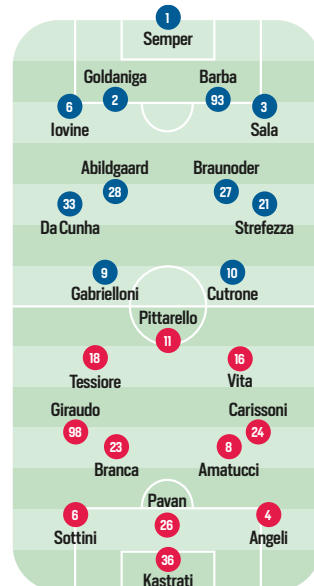 1
Semper
Goldaniga Barba
6 2 93 3
Iovine Sala
Abildgaard Braunoder
33 28 27 21
Da Cunha Strefezza
9 10
Gabrielloni Cutrone
Pittarello
11
18 16
Tessiore Vita
Giraudo Carissoni
98 23 8 24
Branca Amatucci
Pavan
6 26 4
Sottini Angeli
36
Kastrati